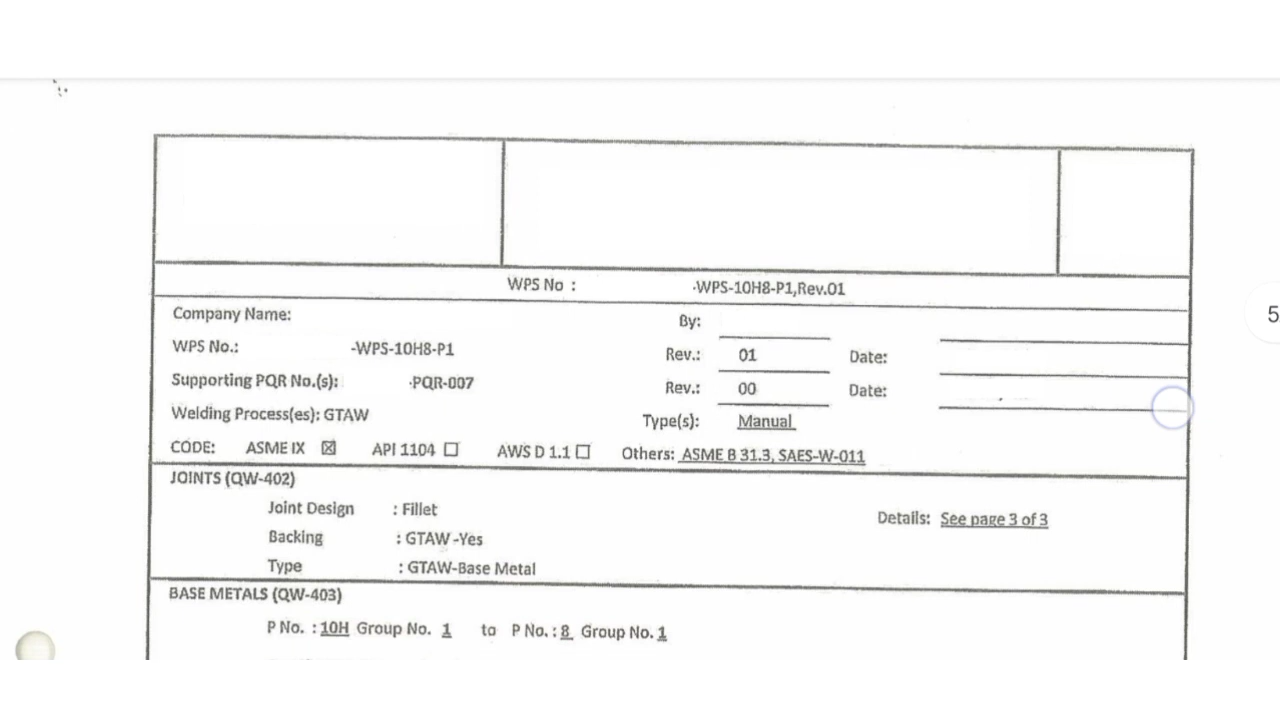 WPS No : -WPS-10H8-P1,Rev.01
Company Name: By:
WPS No.: -WPS-10H8-P1 Rev.: 01 Date:
Supporting PQR No.(s): -PQR-007 Rev.: 00 Date:
Welding Process(es): GTAW Type(s): Manual
CODE: ASME IX ☒ API 1104 ☐ AWS D 1.1 ☐ Others: ASME B 31.3, SAES-W-011
JOINTS (QW-402)
Joint Design : Fillet Details: See page 3 of 3
Backing : GTAW -Yes
Type : GTAW-Base Metal
BASE METALS (QW-403)
P No. : 10H Group No. 1 to P No. : 8 Group No. 1
5